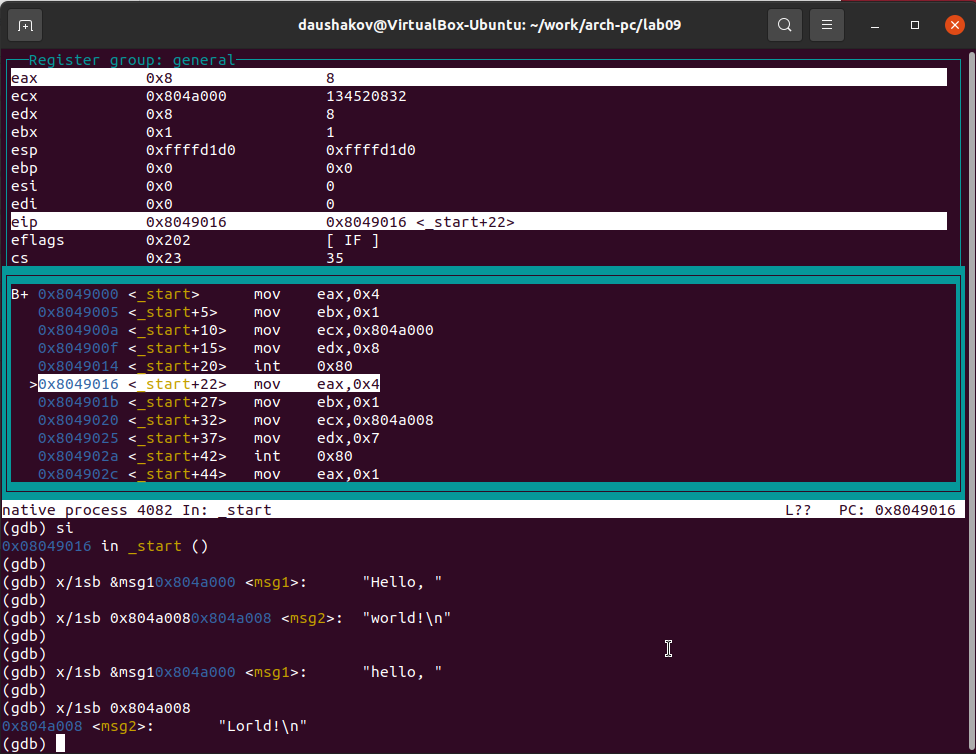 daushakov@VirtualBox-Ubuntu: ~/work/arch-pc/lab09
Register group: general
eax 0x8 8
ecx 0x804a000 134520832
edx 0x8 8
ebx 0x1 1
esp 0xffffd1d0 0xffffd1d0
ebp 0x0 0x0
esi 0x0 0
edi 0x0 0
eip 0x8049016 0x8049016 <_start+22>
eflags 0x202 [ IF ]
cs 0x23 35
B+ 0x8049000 <_start> mov eax,0x4
0x8049005 <_start+5> mov ebx,0x1
0x804900a <_start+10> mov ecx,0x804a000
0x804900f <_start+15> mov edx,0x8
0x8049014 <_start+20> int 0x80
>0x8049016 <_start+22> mov eax,0x4
0x804901b <_start+27> mov ebx,0x1
0x8049020 <_start+32> mov ecx,0x804a008
0x8049025 <_start+37> mov edx,0x7
0x804902a <_start+42> int 0x80
0x804902c <_start+44> mov eax,0x1
native process 4082 In: _start L?? PC: 0x8049016
(gdb) si
0x08049016 in _start ()
(gdb)
(gdb) x/1sb &msg10x804a000 <msg1>: "Hello, "
(gdb)
(gdb) x/1sb 0x804a0080x804a008 <msg2>: "world!\n"
(gdb)
(gdb)
(gdb) x/1sb &msg10x804a000 <msg1>: "hello, "
(gdb)
(gdb) x/1sb 0x804a008
0x804a008 <msg2>: "Lorld!\n"
(gdb)